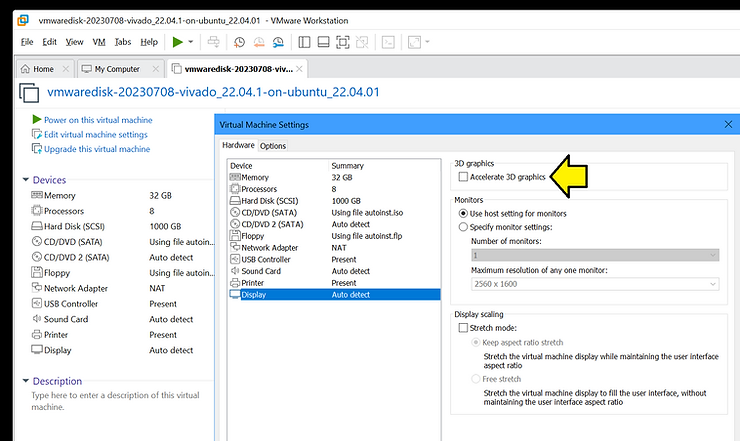 vmwaredisk-20230708-vivado_22.04.1-on-ubuntu_22.04.01 - VMware Workstation
File Edit View VM Tabs Help
Home
My Computer
vmwaredisk-20230708-viv...
vmwaredisk-20230708-vivado_22.04.1-on-ubuntu_22.04.01
Power on this virtual machine
Edit virtual machine settings
Upgrade this virtual machine
Devices
Memory 32 GB
Processors 8
Hard Disk (SCSI) 1000 GB
CD/DVD (SATA) Using file autoinst...
CD/DVD 2 (SATA) Auto detect
Floppy Using file autoinst...
Network Adapter NAT
USB Controller Present
Sound Card Auto detect
Printer Present
Display Auto detect
Description
Type here to enter a description of this virtual
machine.
Virtual Machine Settings
Hardware Options
Device Summary
Memory 32 GB
Processors 8
Hard Disk (SCSI) 1000 GB
CD/DVD (SATA) Using file autoinst.iso
CD/DVD 2 (SATA) Auto detect
Floppy Using file autoinst.flp
Network Adapter NAT
USB Controller Present
Sound Card Auto detect
Printer Present
Display Auto detect
3D graphics
Accelerate 3D graphics
Monitors
Use host setting for monitors
Specify monitor settings:
Number of monitors:
1
Maximum resolution of any one monitor:
2560 x 1600
Display scaling
Stretch mode:
Keep aspect ratio stretch
Stretch the virtual machine display while maintaining the user interface
aspect ratio
Free stretch
Stretch the virtual machine display to fill the user interface, without
maintaining the user interface aspect ratio